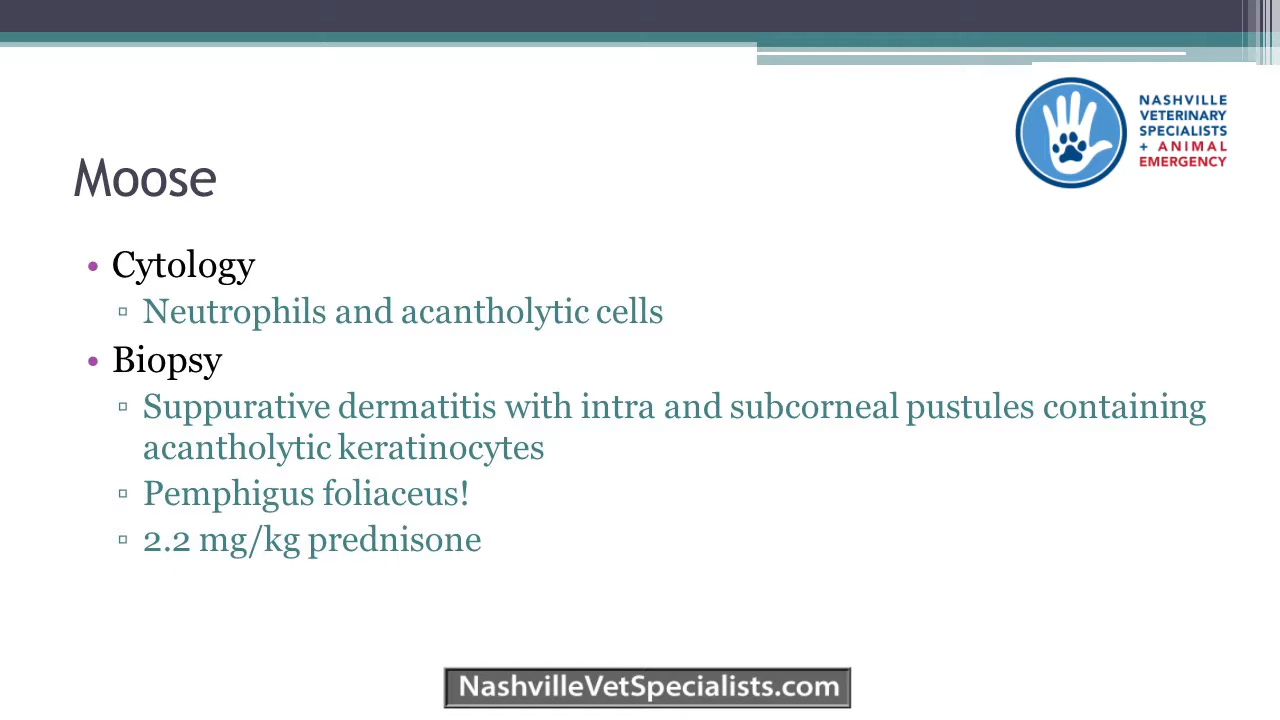 NASHVILLE
VETERINARY
SPECIALISTS
+ ANIMAL
EMERGENCY
Moose
• Cytology
▫ Neutrophils and acantholytic cells
• Biopsy
▫ Suppurative dermatitis with intra and subcorneal pustules containing
acantholytic keratinocytes
▫ Pemphigus foliaceus!
▫ 2.2 mg/kg prednisone
NashvilleVetSpecialists.com